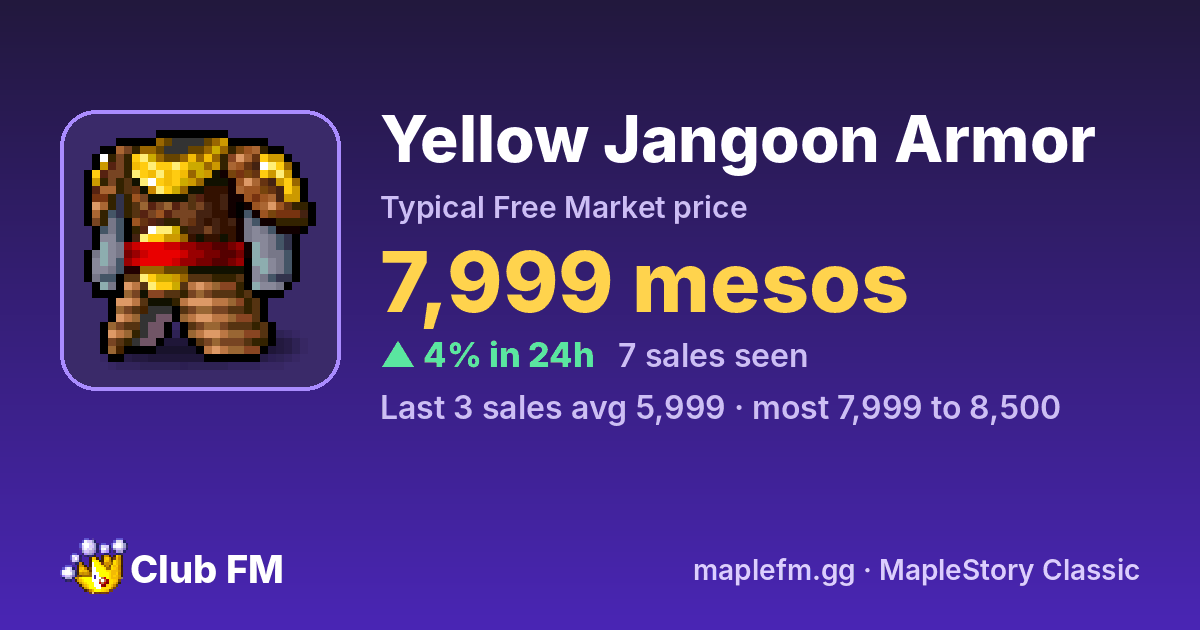 Yellow Jangoon Armor
Typical Free Market price
7,999 mesos
▲ 4% in 24h 7 sales seen
Last 3 sales avg 5,999 · most 7,999 to 8,500
Club FM
maplefm.gg · MapleStory Classic